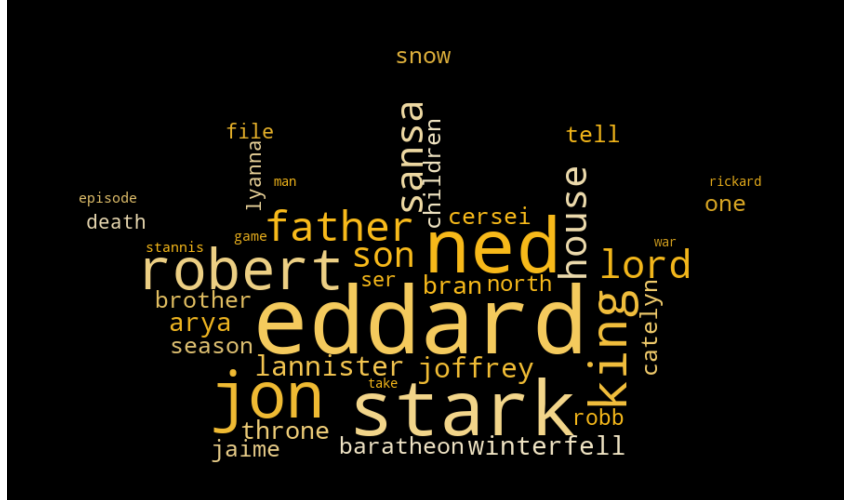 snow
sansa
children
file
tell
lyanna
man
rickard
episode
one
death
house
father
cersei
ned
game
stannis
son
war
robert
lord
ser
bran
north
brother
eddard
king
catelyn
arya
season
lannister
joffrey
jon
take
stark
robb
throne
jaime
baratheon
winterfell